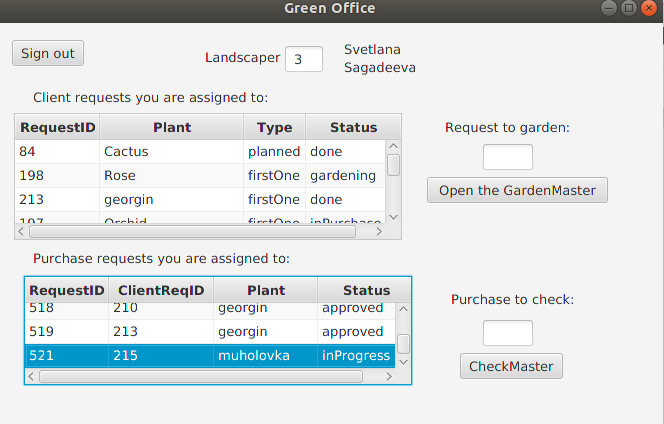 Green Office
Sign out
Landscaper 3
Svetlana
Sagadeeva
Client requests you are assigned to:
RequestID Plant Type Status
84 Cactus planned done
198 Rose firstOne gardening
213 georgin firstOne done
197 Orchid firstOne inPurchase
Request to garden:
Open the GardenMaster
Purchase requests you are assigned to:
RequestID ClientReqID Plant Status
518 210 georgin approved
519 213 georgin approved
521 215 muholovka inProgress
Purchase to check:
CheckMaster